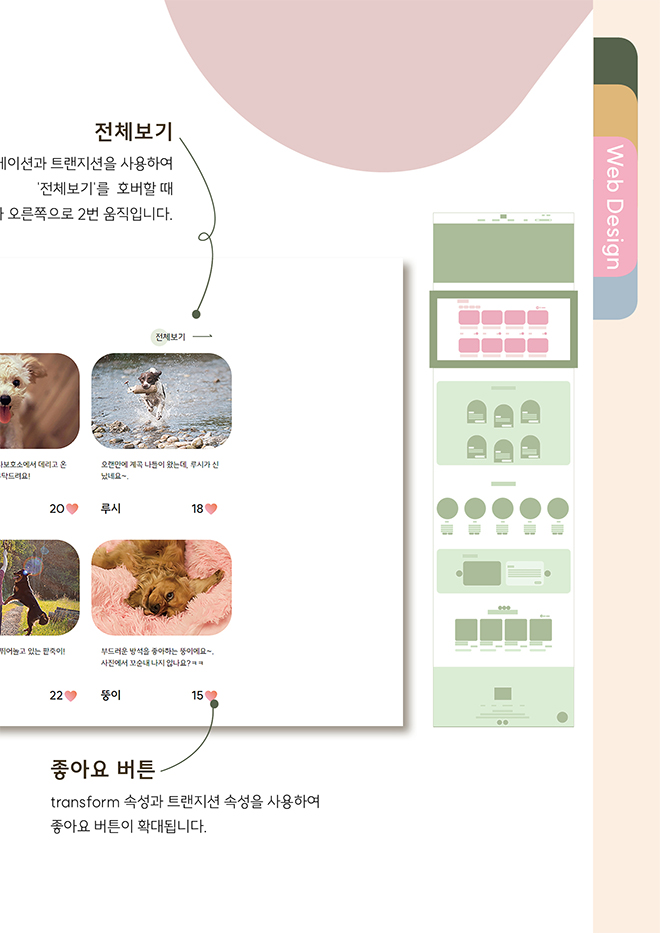 전체보기
에이션과 트랜지션을 사용하여
'전체보기'를 호버할 때
가 오른쪽으로 2번 움직입니다.
Web Design
전체보기
보호소에서 데리고 온
부탁드려요!
오랜만에 계곡 나들이 왔는데, 루시가 신
났네요~.
20
루시 18
뛰어놀고 있는 팥죽이!
부드러운 방석을 좋아하는 뚱이에요~.
사진에서 꼬순내 나지 않나요?ㅋㅋ
22
뚱이 15
좋아요 버튼
transform 속성과 트랜지션 속성을 사용하여
좋아요 버튼이 확대됩니다.